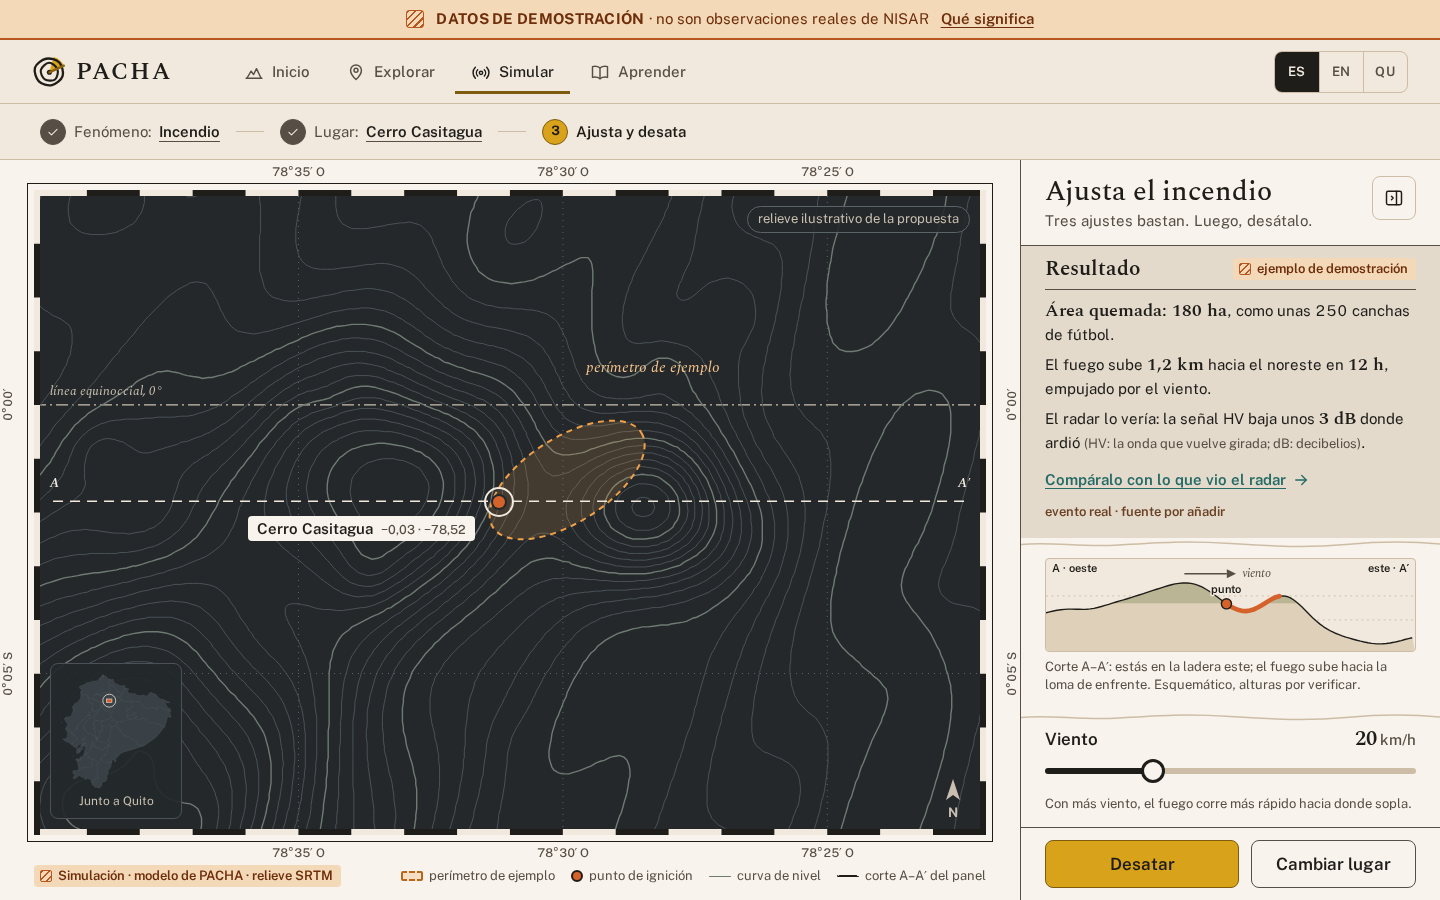 DATOS DE DEMOSTRACIÓN · no son observaciones reales de NISAR Qué significa
PACHA
Inicio
Explorar
Simular
Aprender
ES
EN
QU
Fenómeno: Incendio
Lugar: Cerro Casitagua
3 Ajusta y desata
78°35′ O
78°30′ O
78°25′ O
relieve ilustrativo de la propuesta
perímetro de ejemplo
línea equinoccial, 0°
0°00′
0°00′
A
A′
Cerro Casitagua −0,03 · −78,52
0°05′ S
0°05′ S
Junto a Quito
N
78°35′ O
78°30′ O
78°25′ O
Simulación · modelo de PACHA · relieve SRTM
perímetro de ejemplo
punto de ignición
curva de nivel
corte A–A′ del panel
Ajusta el incendio
Tres ajustes bastan. Luego, desátalo.
Resultado
ejemplo de demostración
Área quemada: 180 ha, como unas 250 canchas
de fútbol.
El fuego sube 1,2 km hacia el noreste en 12 h,
empujado por el viento.
El radar lo vería: la señal HV baja unos 3 dB donde
ardió (HV: la onda que vuelve girada; dB: decibelios).
Compáralo con lo que vio el radar →
evento real · fuente por añadir
A · oeste
viento
este · A′
punto
Corte A–A′: estás en la ladera este; el fuego sube hacia la
loma de enfrente. Esquemático, alturas por verificar.
Viento
20 km/h
Con más viento, el fuego corre más rápido hacia donde sopla.
Desatar
Cambiar lugar